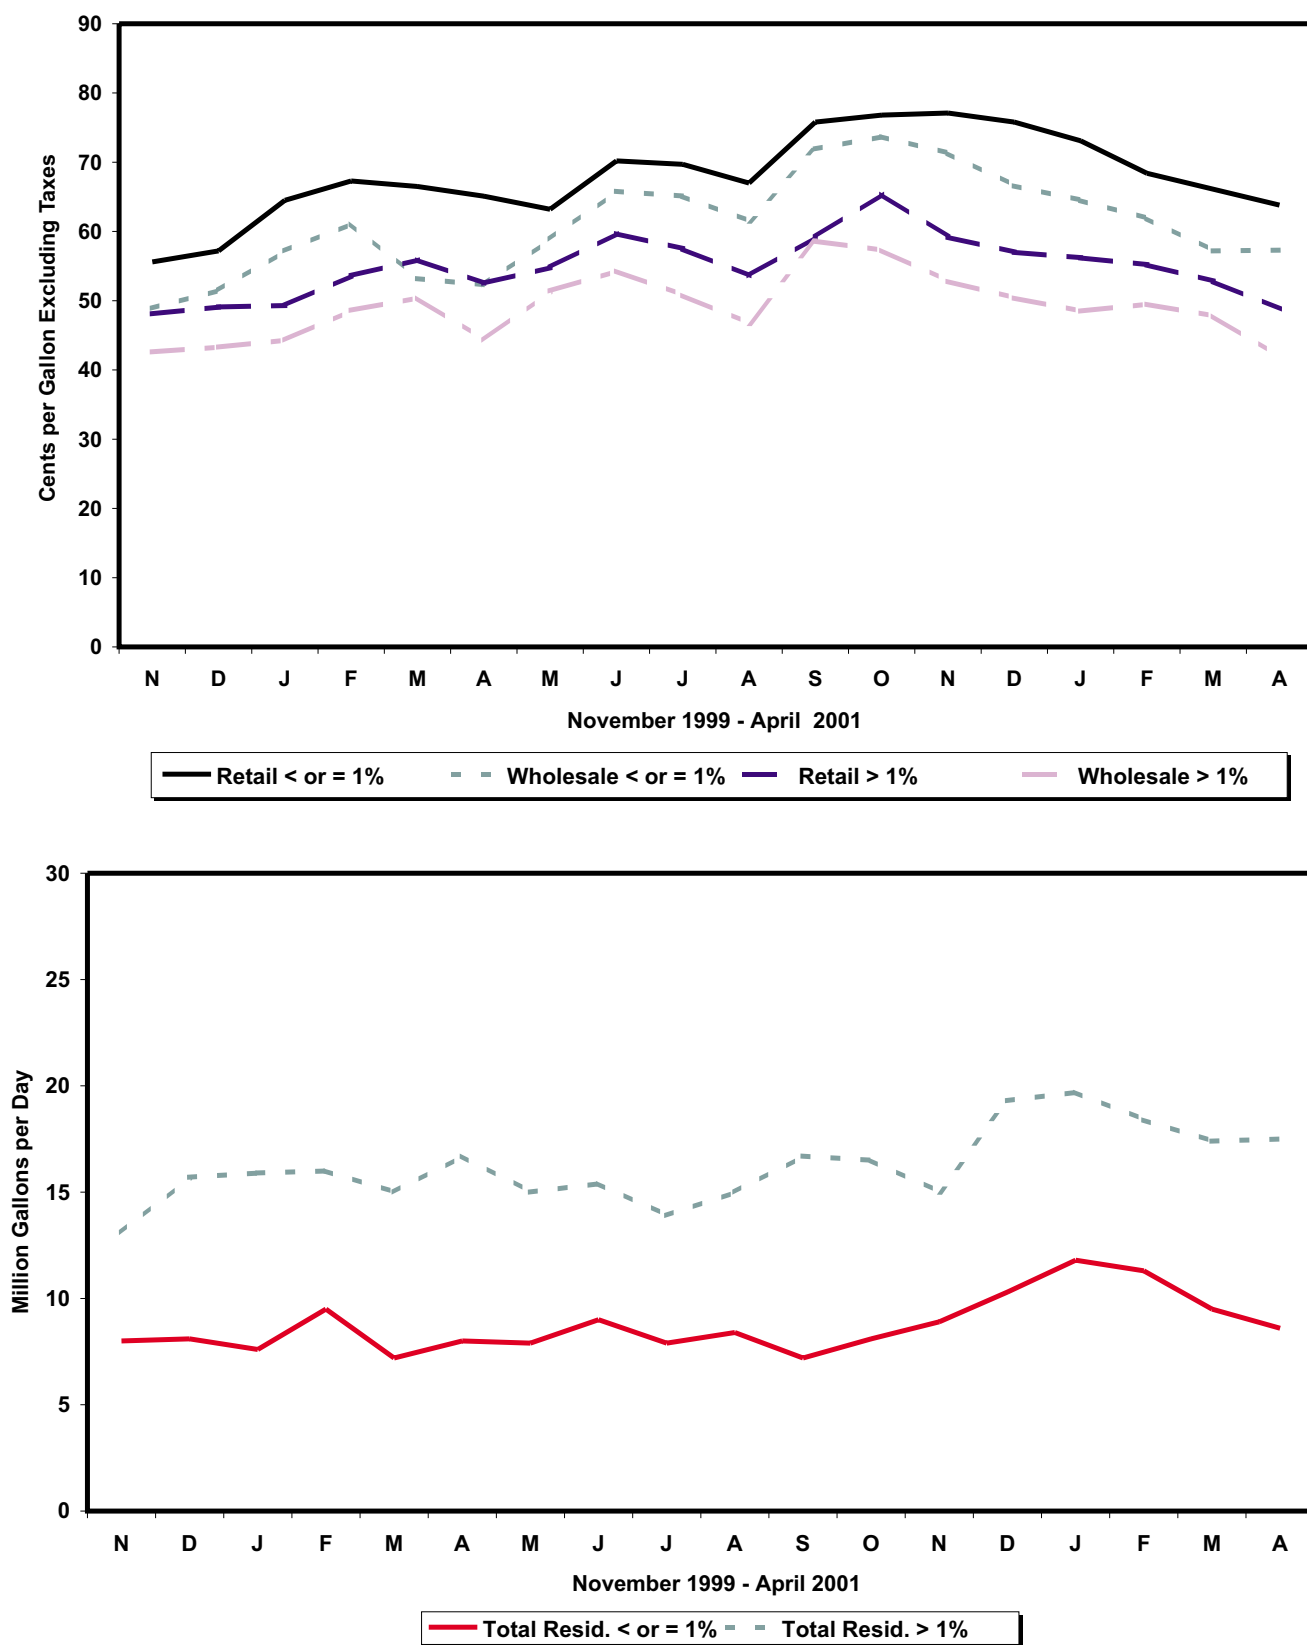 90
80
70
60
50
40
30
20
10
0
Cents per Gallon Excluding Taxes
N D J F M A M J J A S O N D J F M A
November 1999 - April  2001
Retail < or = 1% Wholesale < or = 1% Retail > 1% Wholesale > 1%
30
25
20
15
10
5
0
Million Gallons per Day
N D J F M A M J J A S O N D J F M A
November 1999 - April 2001
Total Resid. < or = 1% Total Resid. > 1%